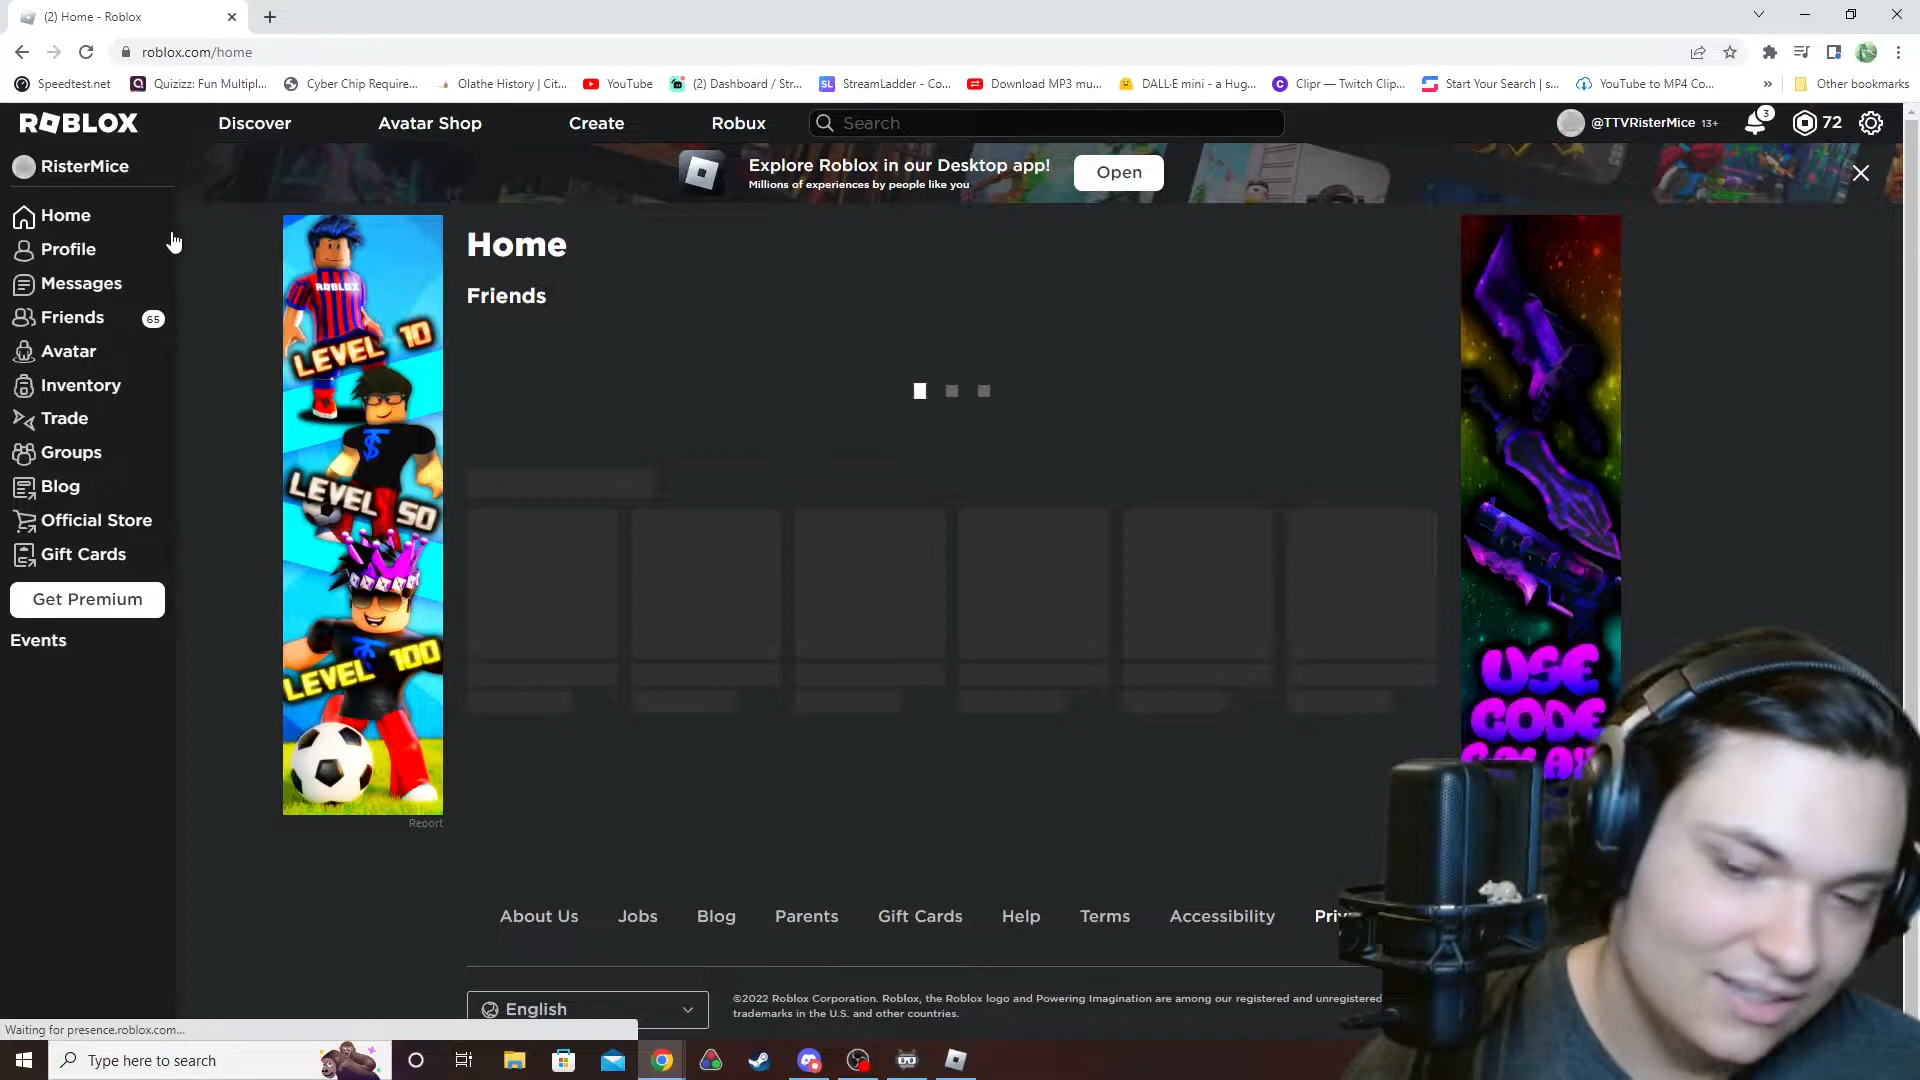 (2) Home - Roblox
roblox.com/home
Speedtest.net
Quizizz: Fun Multipl...
Cyber Chip Require...
Olathe History | Cit...
YouTube
(2) Dashboard / Str...
StreamLadder - Co...
Download MP3 mu...
DALL·E mini - a Hug...
Clipr — Twitch Clip...
Start Your Search | s...
YouTube to MP4 Co...
Other bookmarks
ROBLOX
Discover
Avatar Shop
Create
Robux
Search
@TTVRisterMice 13+
3
72
RisterMice
Explore Roblox in our Desktop app!
Millions of experiences by people like you
Open
Home
Profile
Messages
Friends
65
Avatar
Inventory
Trade
Groups
Blog
Official Store
Gift Cards
Get Premium
Events
Home
Friends
ROBLOX
LEVEL 10
LEVEL 50
LEVEL 100
Report
USE
CODE
About Us
Jobs
Blog
Parents
Gift Cards
Help
Terms
Accessibility
English
©2022 Roblox Corporation. Roblox, the Roblox logo and Powering Imagination are among our registered and unregistered
trademarks in the U.S. and other countries.
Waiting for presence.roblox.com...
Type here to search